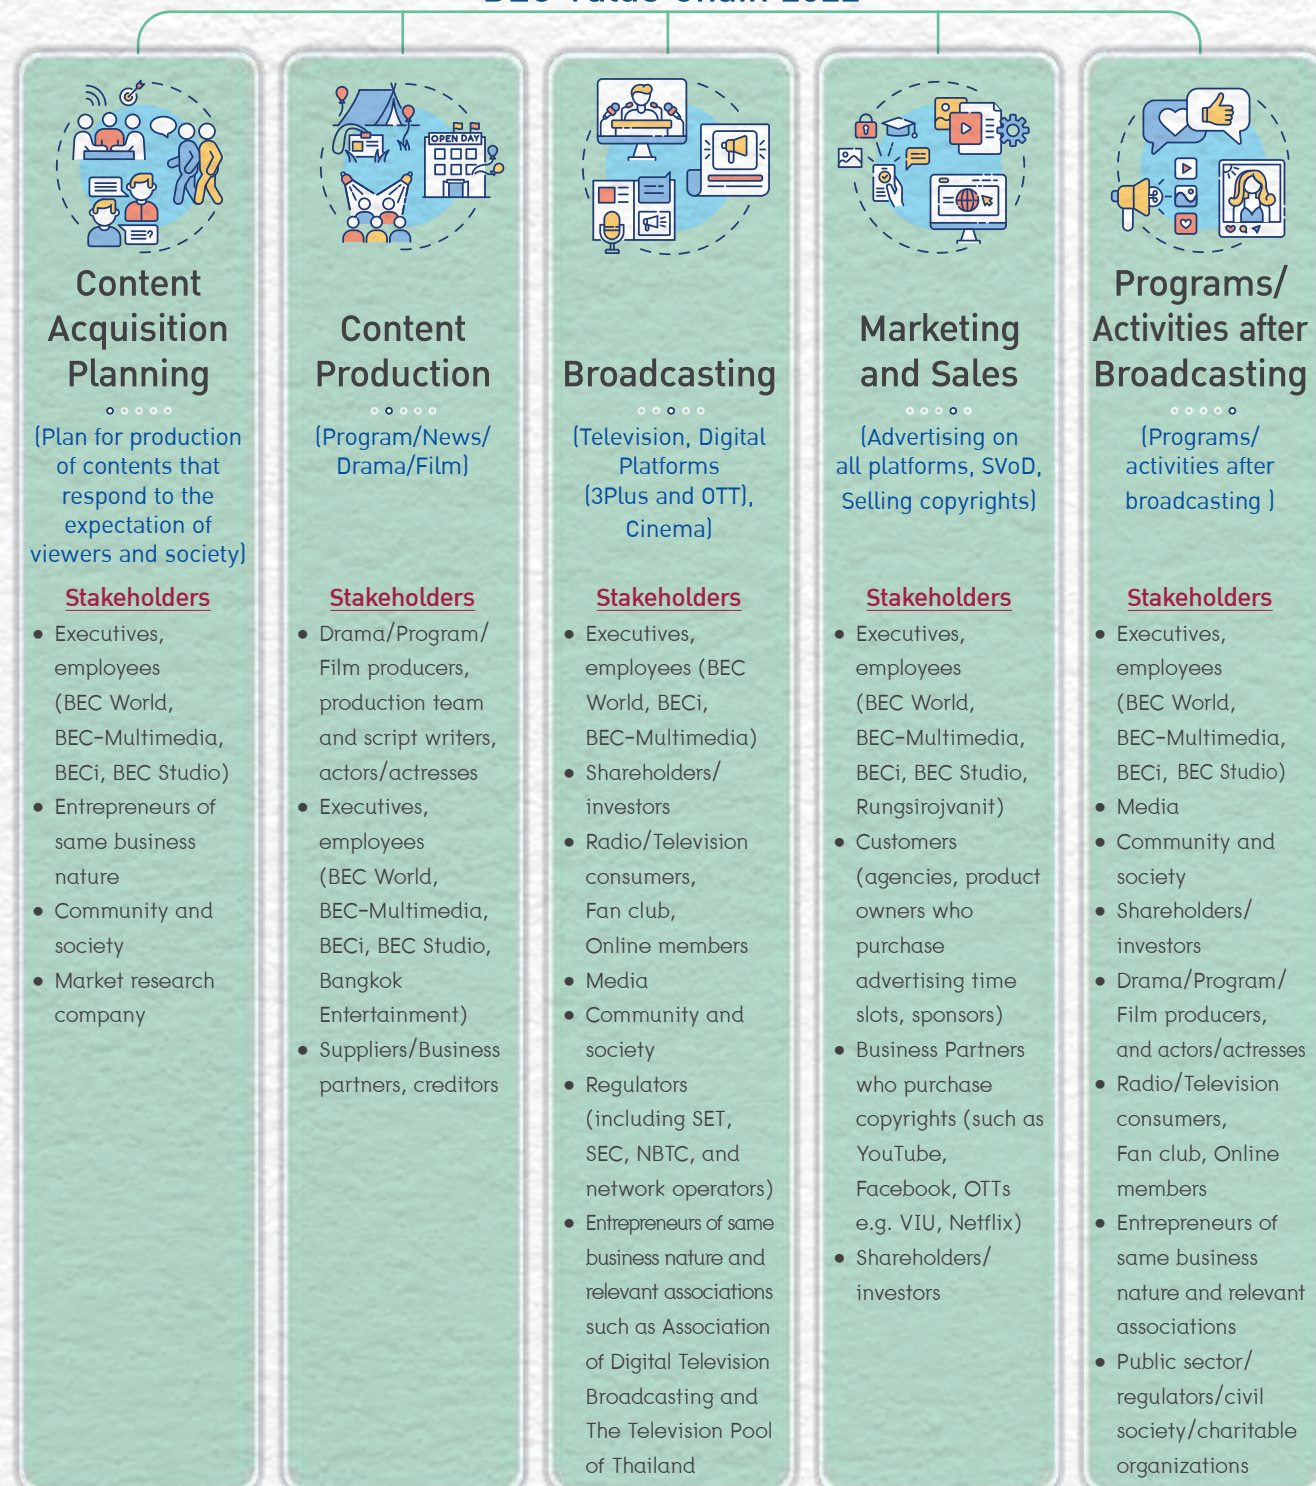 BEC Value Chain 2022
OPEN DAY
Content
Acquisition
Planning
(Plan for production
of contents that
respond to the
expectation of
viewers and society)
Stakeholders
• Executives,
employees
(BEC World,
BEC-Multimedia,
BECi, BEC Studio)
• Entrepreneurs of
same business
nature
• Community and
society
• Market research
company
Content
Production
(Program/News/
Drama/Film)
Stakeholders
• Drama/Program/
Film producers,
production team
and script writers,
actors/actresses
• Executives,
employees
(BEC World,
BEC-Multimedia,
BECi, BEC Studio,
Bangkok
Entertainment)
• Suppliers/Business
partners, creditors
Broadcasting
(Television, Digital
Platforms
(3Plus and OTT),
Cinema)
Stakeholders
• Executives,
employees (BEC
World, BECi,
BEC-Multimedia)
• Shareholders/
investors
• Radio/Television
consumers,
Fan club,
Online members
• Media
• Community and
society
• Regulators
(including SET,
SEC, NBTC, and
network operators)
• Entrepreneurs of same
business nature and
relevant associations
such as Association
of Digital Television
Broadcasting and
The Television Pool
of Thailand
Marketing
and Sales
(Advertising on
all platforms, SVoD,
Selling copyrights)
Stakeholders
• Executives,
employees
(BEC World,
BEC-Multimedia,
BECi, BEC Studio,
Rungsirojvanit)
• Customers
(agencies, product
owners who
purchase
advertising time
slots, sponsors)
• Business Partners
who purchase
copyrights (such as
YouTube,
Facebook, OTTs
e.g. VIU, Netflix)
• Shareholders/
investors
Programs/
Activities after
Broadcasting
(Programs/
activities after
broadcasting )
Stakeholders
• Executives,
employees
(BEC World,
BEC-Multimedia,
BECi, BEC Studio)
• Media
• Community and
society
• Shareholders/
investors
• Drama/Program/
Film producers,
and actors/actresses
• Radio/Television
consumers,
Fan club, Online
members
• Entrepreneurs of
same business
nature and relevant
associations
• Public sector/
regulators/civil
society/charitable
organizations